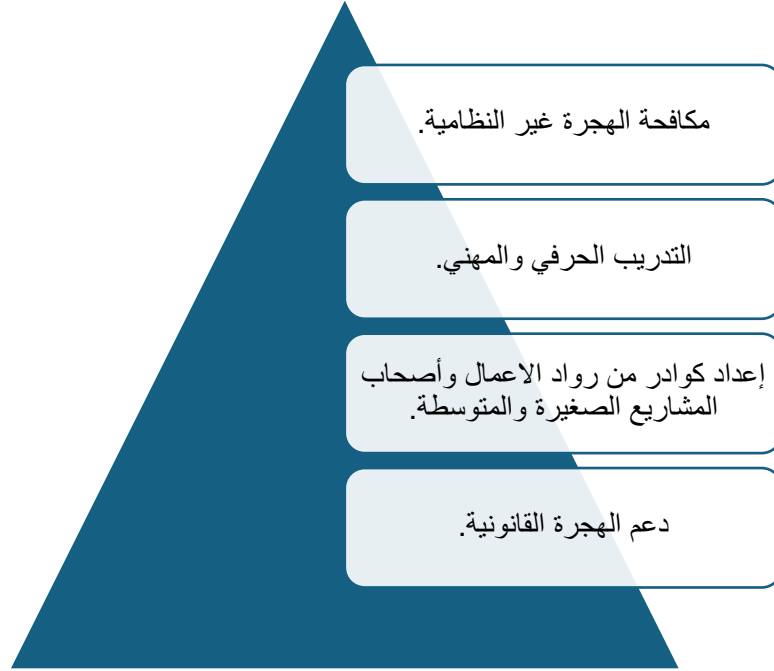 مكافحة الهجرة غير النظامية.
التدريب الحرفي والمهني.
إعداد كوادر من رواد الاعمال وأصحاب
المشاريع الصغيرة والمتوسطة.
دعم الهجرة القانونية.